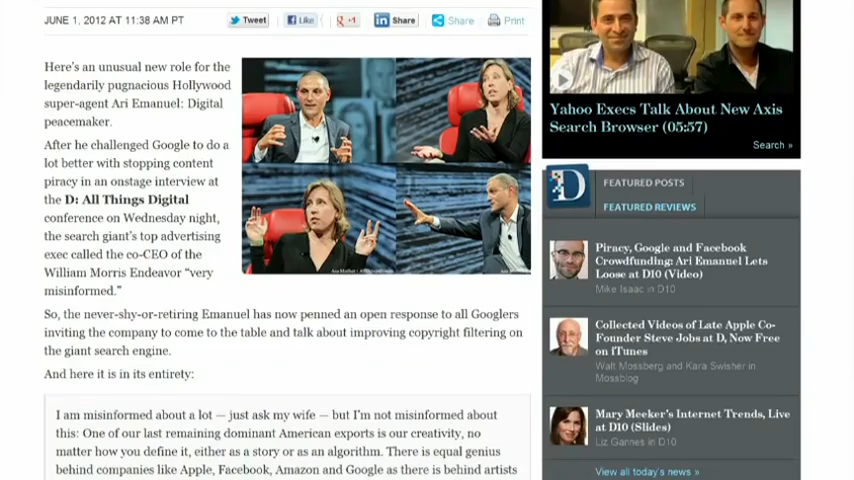 JUNE 1, 2012 AT 11:38 AM PT
Tweet
Like
+1
Share
Share
Print
Here's an unusual new role for the
legendarily pugnacious Hollywood
super-agent Ari Emanuel: Digital
peacemaker.
After he challenged Google to do a
lot better with stopping content
piracy in an onstage interview at
the D: All Things Digital
conference on Wednesday night,
the search giant's top advertising
exec called the co-CEO of the
William Morris Endeavor "very
misinformed."
So, the never-shy-or-retiring Emanuel has now penned an open response to all Googlers
inviting the company to come to the table and talk about improving copyright filtering on
the giant search engine.
And here it is in its entirety:
I am misinformed about a lot — just ask my wife — but I'm not misinformed about
this: One of our last remaining dominant American exports is our creativity, no
matter how you define it, either as a story or as an algorithm. There is equal genius
behind companies like Apple, Facebook, Amazon and Google as there is behind artists
Yahoo Execs Talk About New Axis
Search Browser (05:57)
Search »
D
FEATURED POSTS
FEATURED REVIEWS
Piracy, Google and Facebook
Crowdfunding: Ari Emanuel Lets
Loose at D10 (Video)
Mike Isaac in D10
Collected Videos of Late Apple Co-
Founder Steve Jobs at D, Now Free
on iTunes
Walt Mossberg and Kara Swisher in
Mossblog
Mary Meeker's Internet Trends, Live
at D10 (Slides)
Liz Gannes in D10
View all today's news »